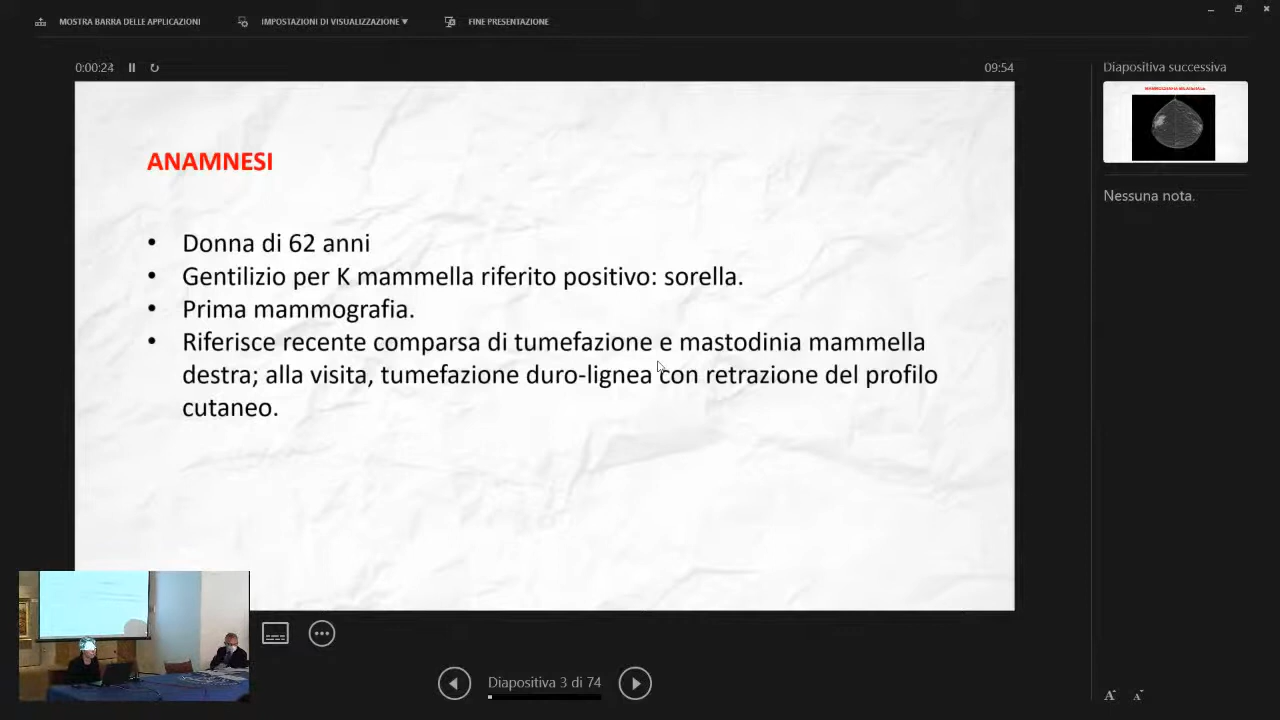 MOSTRA BARRA DELLE APPLICAZIONI
IMPOSTAZIONI DI VISUALIZZAZIONE ▼
FINE PRESENTAZIONE
0:00:24
09:54
Diapositiva successiva
ANAMNESI
• Donna di 62 anni
• Gentilizio per K mammella riferito positivo: sorella.
• Prima mammografia.
• Riferisce recente comparsa di tumefazione e mastodinia mammella
destra; alla visita, tumefazione duro-lignea con retrazione del profilo
cutaneo.
Nessuna nota.
Diapositiva 3 di 74
A A